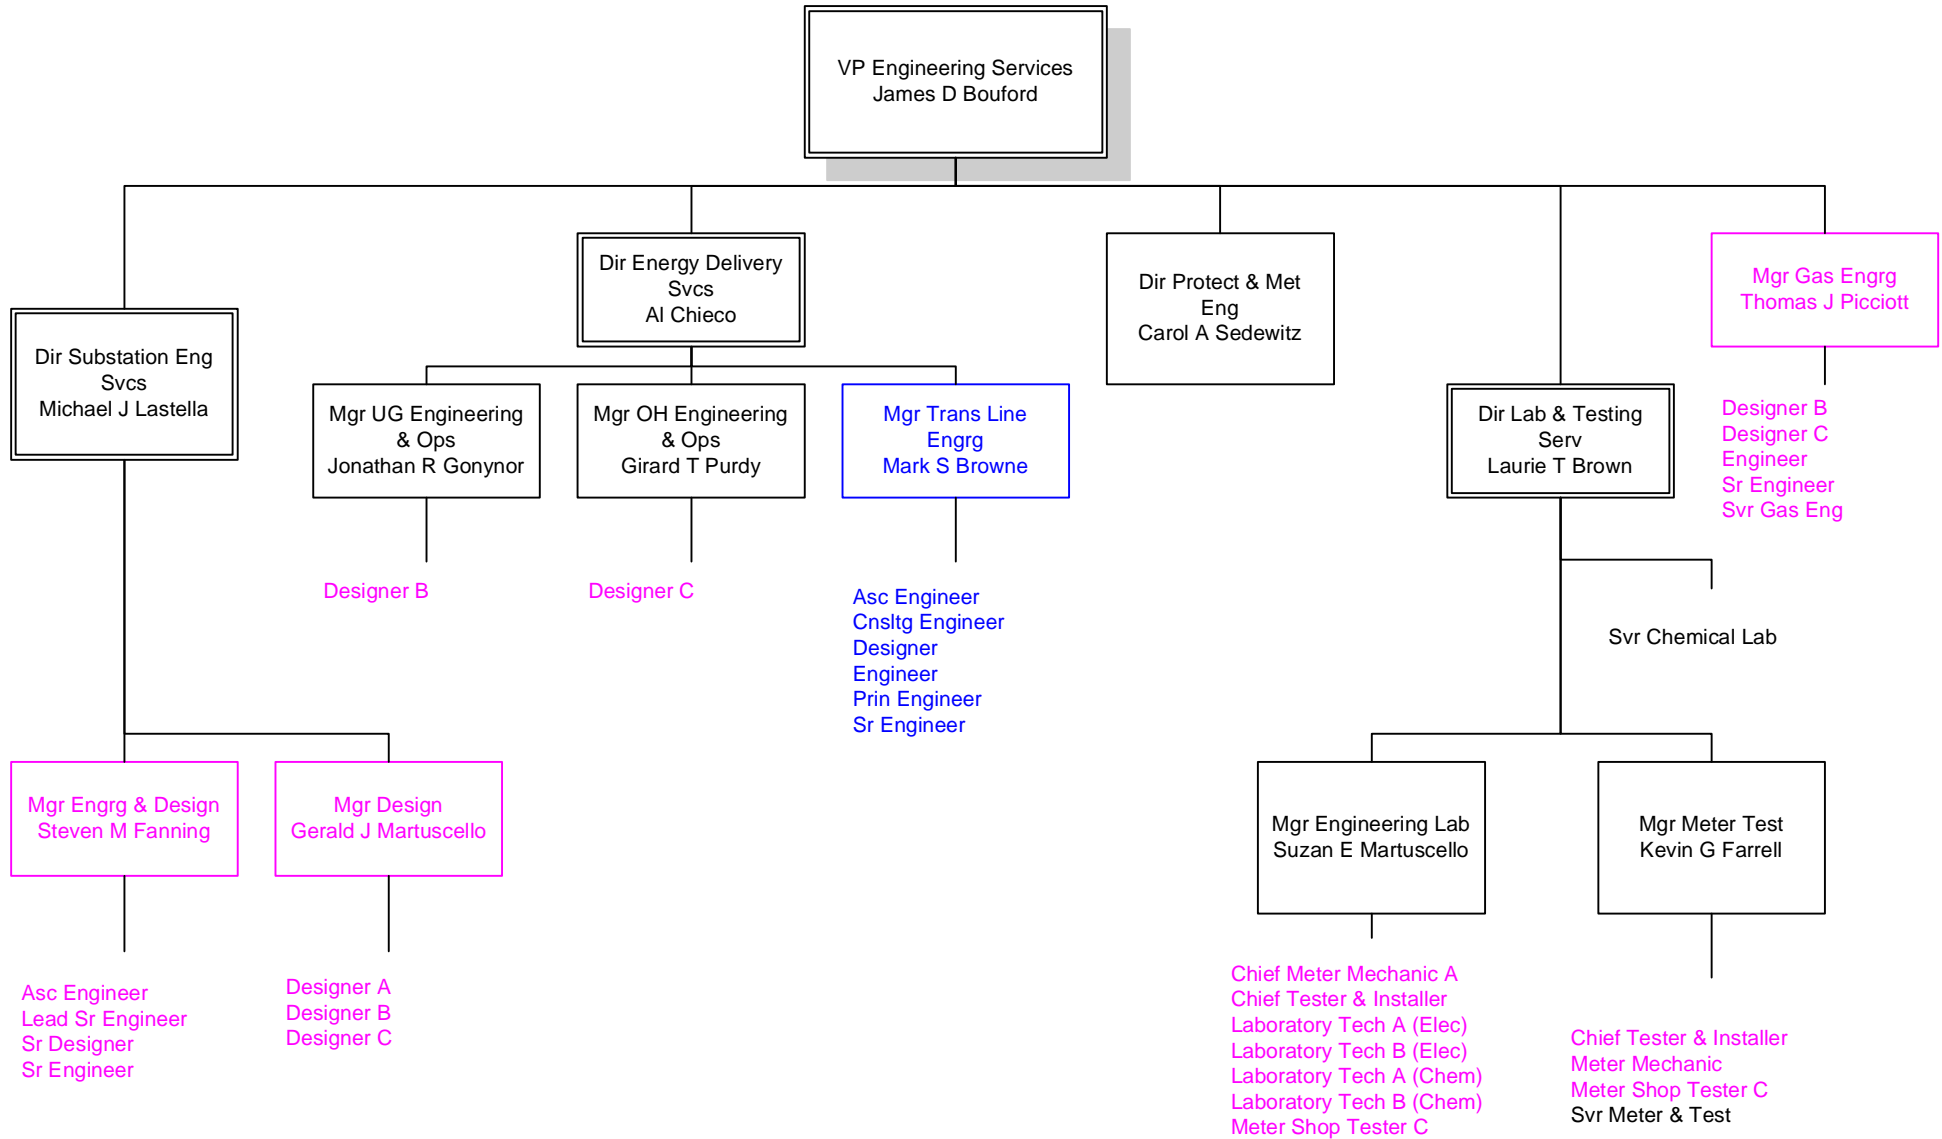 VP Engineering Services
James D Bouford
Dir Substation Eng
Svcs
Michael J Lastella
Dir Energy Delivery
Svcs
Al Chieco
Dir Protect & Met
Eng
Carol A Sedewitz
Dir Lab & Testing
Serv
Laurie T Brown
Mgr Gas Engrg
Thomas J Picciott
Designer B
Designer C
Engineer
Sr Engineer
Svr Gas Eng
Mgr UG Engineering
& Ops
Jonathan R Gonynor
Mgr OH Engineering
& Ops
Girard T Purdy
Mgr Trans Line
Engrg
Mark S Browne
Designer B
Designer C
Asc Engineer
Cnsltg Engineer
Designer
Engineer
Prin Engineer
Sr Engineer
Svr Chemical Lab
Mgr Engrg & Design
Steven M Fanning
Mgr Design
Gerald J Martuscello
Mgr Engineering Lab
Suzan E Martuscello
Mgr Meter Test
Kevin G Farrell
Asc Engineer
Lead Sr Engineer
Sr Designer
Sr Engineer
Designer A
Designer B
Designer C
Chief Meter Mechanic A
Chief Tester & Installer
Laboratory Tech A (Elec)
Laboratory Tech B (Elec)
Laboratory Tech A (Chem)
Laboratory Tech B (Chem)
Meter Shop Tester C
Chief Tester & Installer
Meter Mechanic
Meter Shop Tester C
Svr Meter & Test